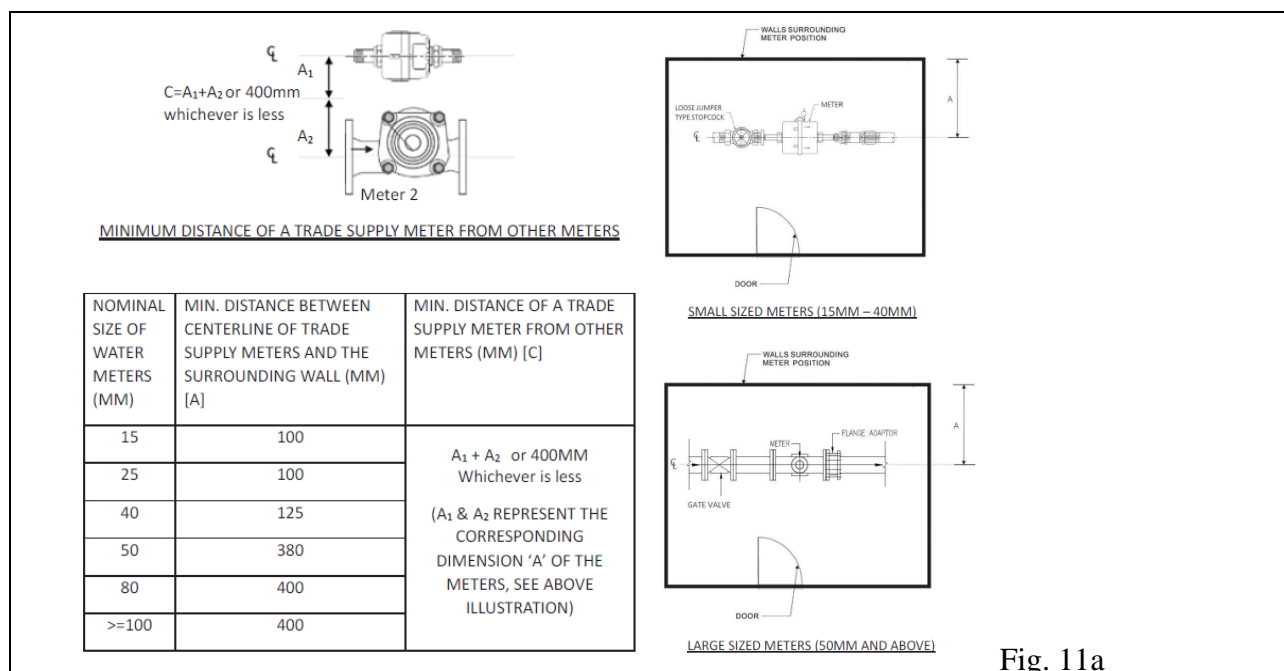 ℄
A₁
C=A₁+A₂ or 400mm
whichever is less
A₂
℄
Meter 2
MINIMUM DISTANCE OF A TRADE SUPPLY METER FROM OTHER METERS
WALLS SURROUNDING
METER POSITION
A
LOOSE JUMPER
TYPE STOPCOCK
METER
℄
DOOR
SMALL SIZED METERS (15MM – 40MM)
NOMINAL SIZE OF WATER METERS (MM) MIN. DISTANCE BETWEEN CENTERLINE OF TRADE SUPPLY METERS AND THE SURROUNDING WALL (MM) [A] MIN. DISTANCE OF A TRADE SUPPLY METER FROM OTHER METERS (MM) [C]
15 100
25 100
40 125
50 380
80 400
>=100 400
A₁ + A₂ or 400MM
Whichever is less
(A₁ & A₂ REPRESENT THE
CORRESPONDING
DIMENSION ‘A’ OF THE
METERS, SEE ABOVE
ILLUSTRATION)
WALLS SURROUNDING
METER POSITION
A
METER
FLANGE ADAPTOR
℄
GATE VALVE
DOOR
LARGE SIZED METERS (50MM AND ABOVE)
Fig. 11a